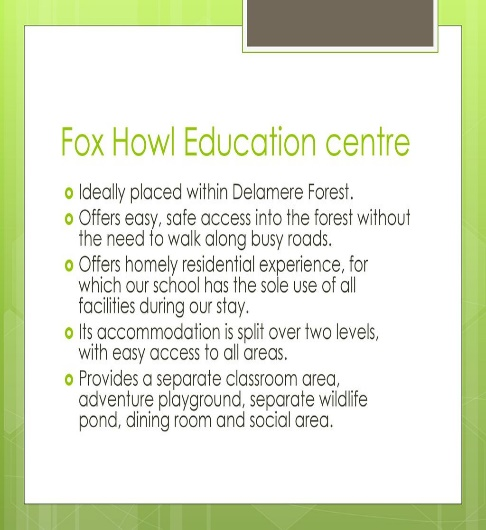 Fox Howl Education centre
Ideally placed within Delamere Forest.
Offers easy, safe access into the forest without
the need to walk along busy roads.
Offers homely residential experience, for
which our school has the sole use of all
facilities during our stay.
Its accommodation is split over two levels,
with easy access to all areas.
Provides a separate classroom area,
adventure playground, separate wildlife
pond, dining room and social area.